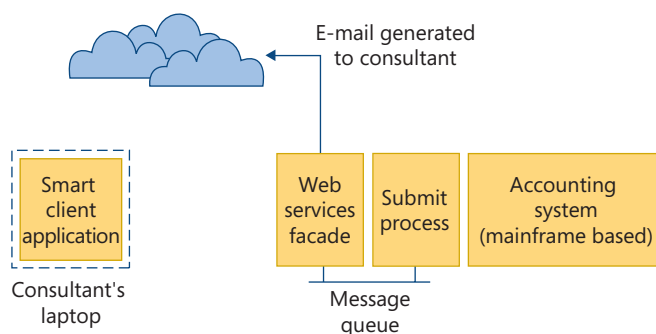 E-mail generated
to consultant
Smart
client
application
Consultant's
laptop
Web
services
facade
Submit
process
Accounting
system
(mainframe based)
Message
queue